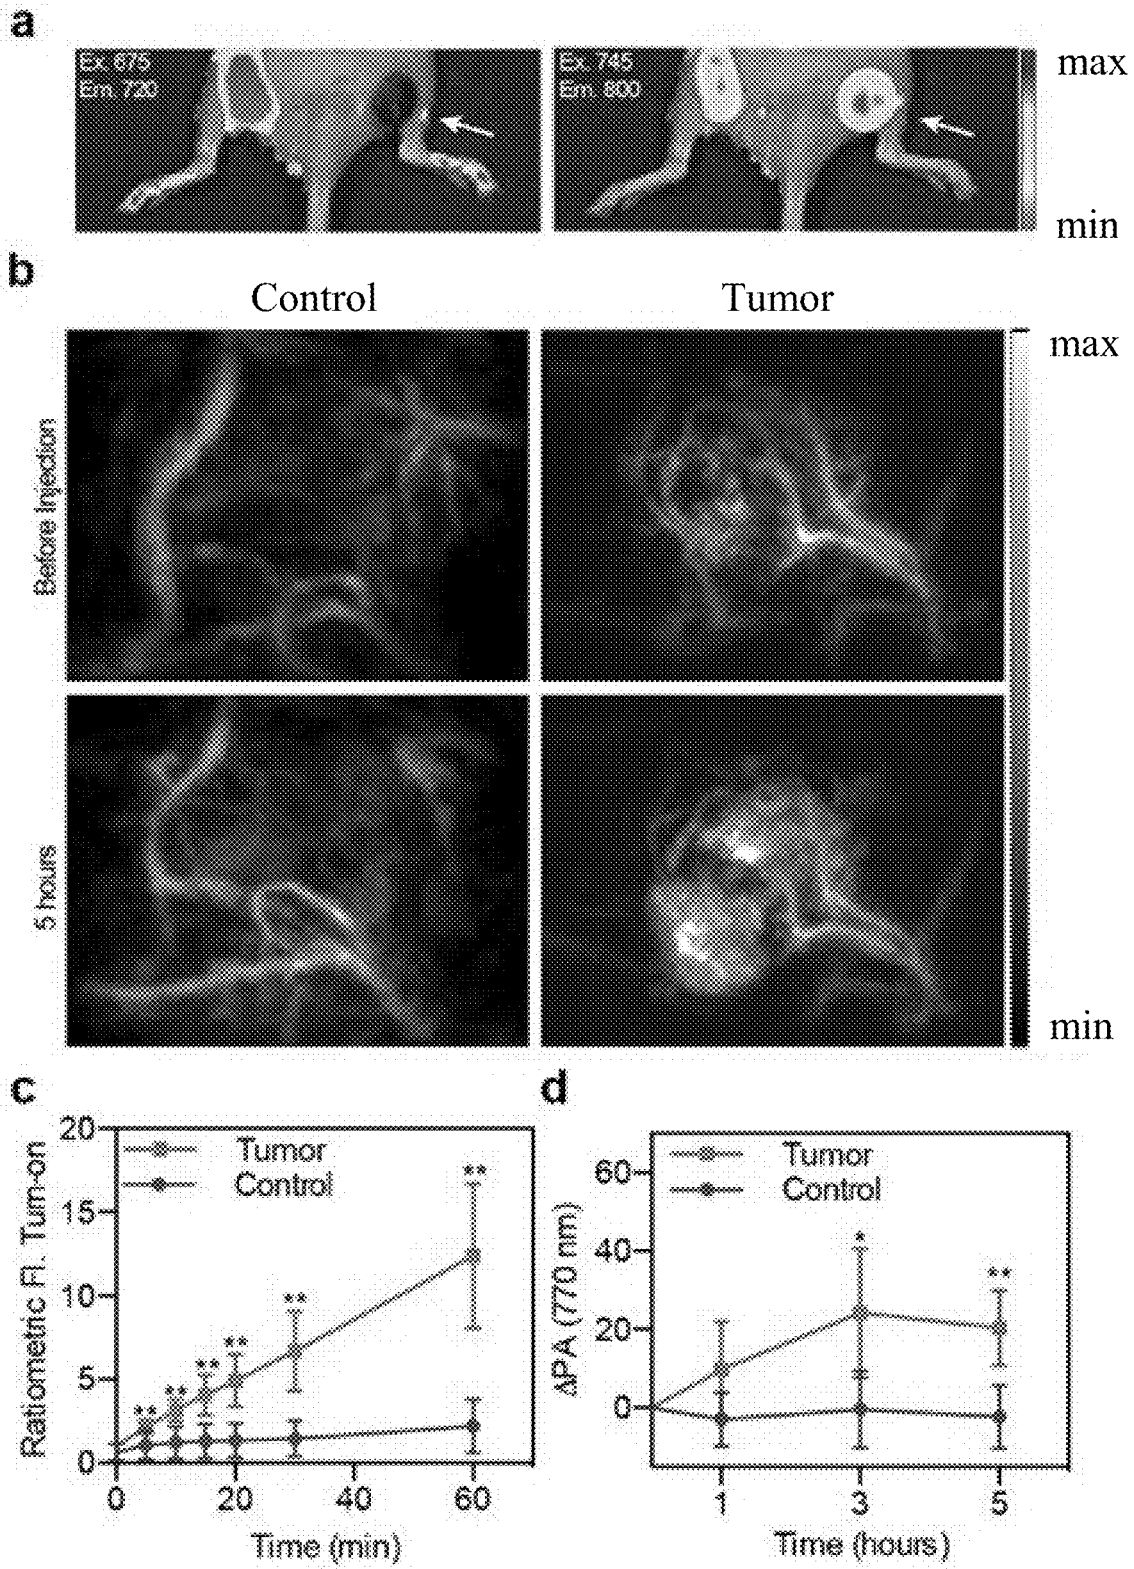 a
Ex. 675
Em. 720
Ex. 745
Em. 800
max
min
b
Control
Tumor
Before Injection
5 hours
max
min
c
Ratiometric Fl. Turn-on
20
15
10
5
0
Tumor
Control
**
**
**
**
**
**
0
20
40
60
Time (min)
d
ΔPA (770 nm)
60
40
20
0
Tumor
Control
*
**
1
3
5
Time (hours)